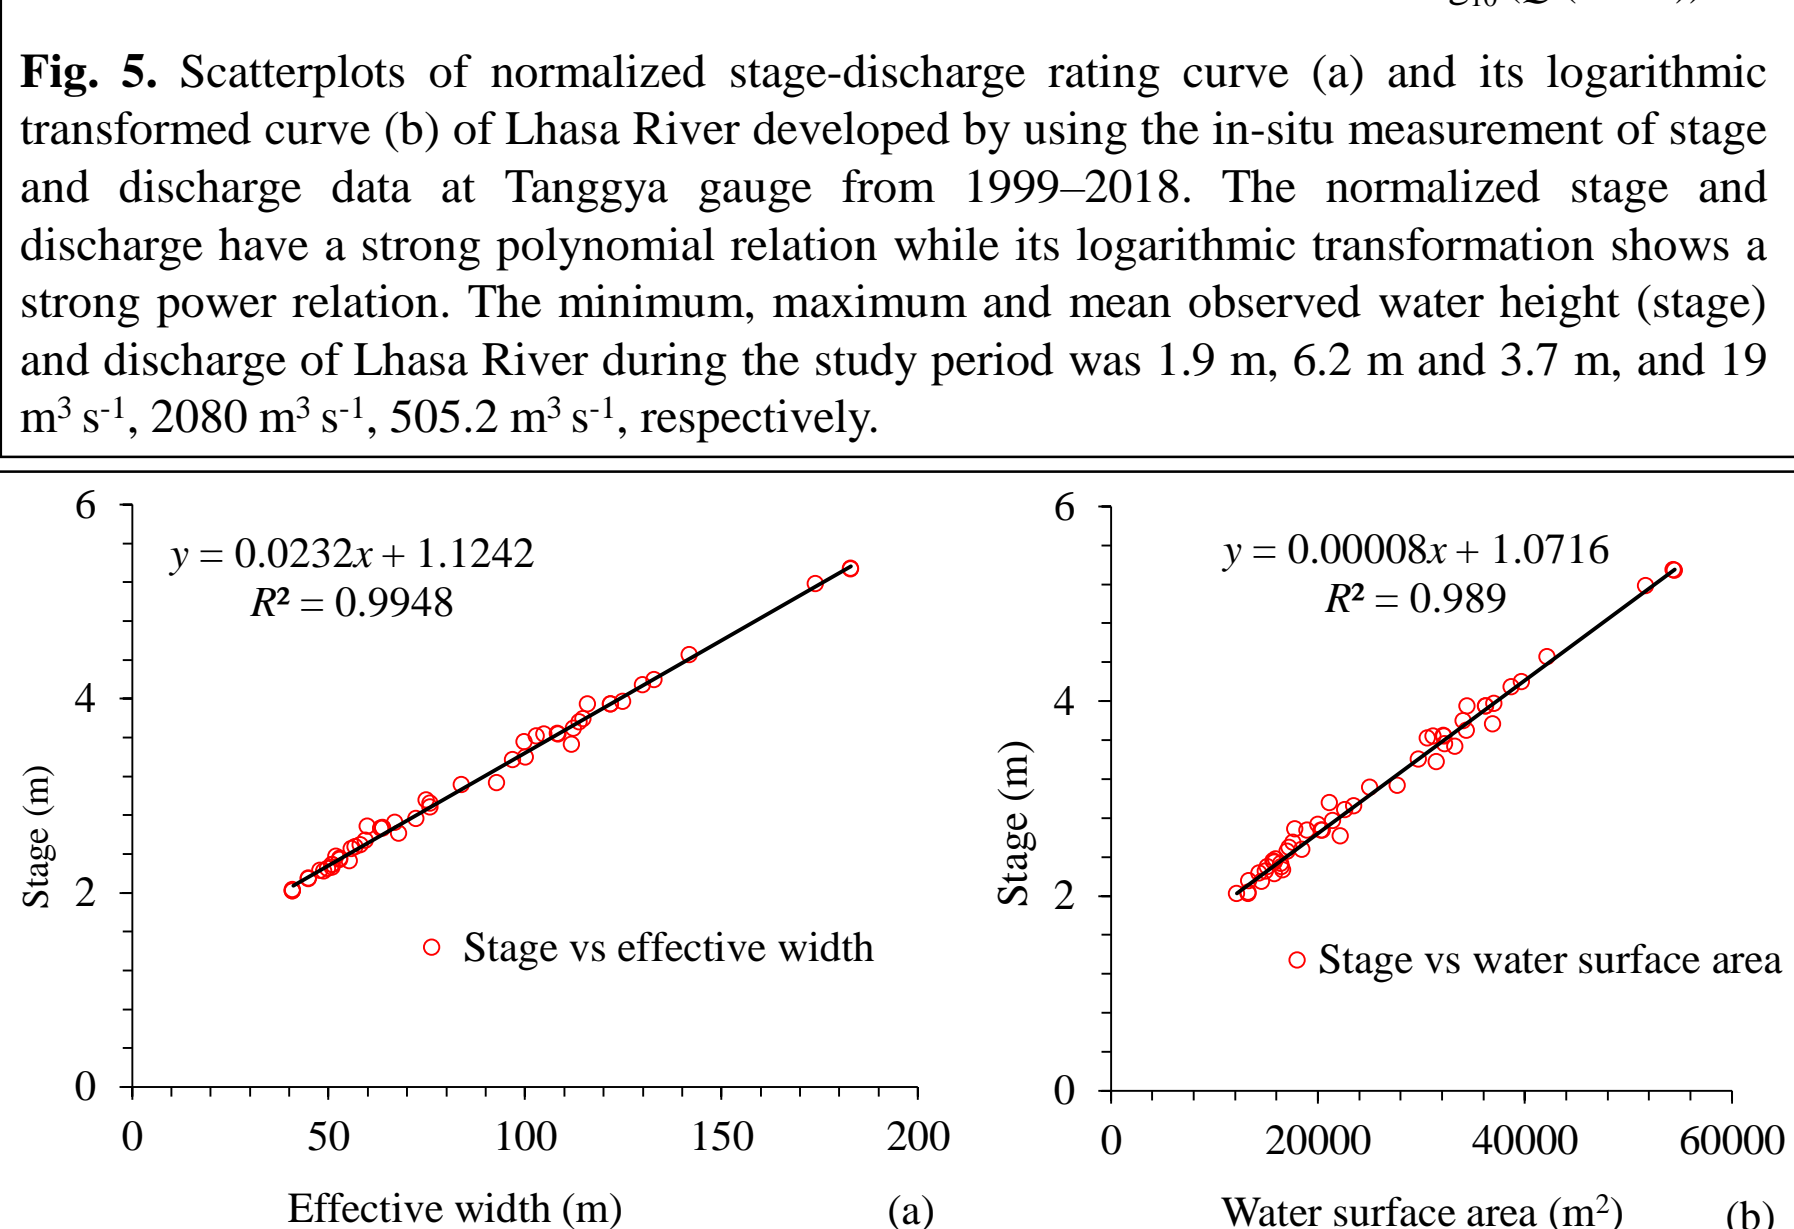 Fig. 5. Scatterplots of normalized stage-discharge rating curve (a) and its logarithmic
transformed curve (b) of Lhasa River developed by using the in-situ measurement of stage
and discharge data at Tanggya gauge from 1999–2018. The normalized stage and
discharge have a strong polynomial relation while its logarithmic transformation shows a
strong power relation. The minimum, maximum and mean observed water height (stage)
and discharge of Lhasa River during the study period was 1.9 m, 6.2 m and 3.7 m, and 19
m³ s⁻¹, 2080 m³ s⁻¹, 505.2 m³ s⁻¹, respectively.
6
y = 0.0232x + 1.1242
R² = 0.9948
4
Stage (m)
2
Stage vs effective width
0
0 50 100 150 200
Effective width (m) (a)
6
y = 0.00008x + 1.0716
R² = 0.989
4
Stage (m)
2
Stage vs water surface area
0
0 20000 40000 60000
Water surface area (m²) (b)